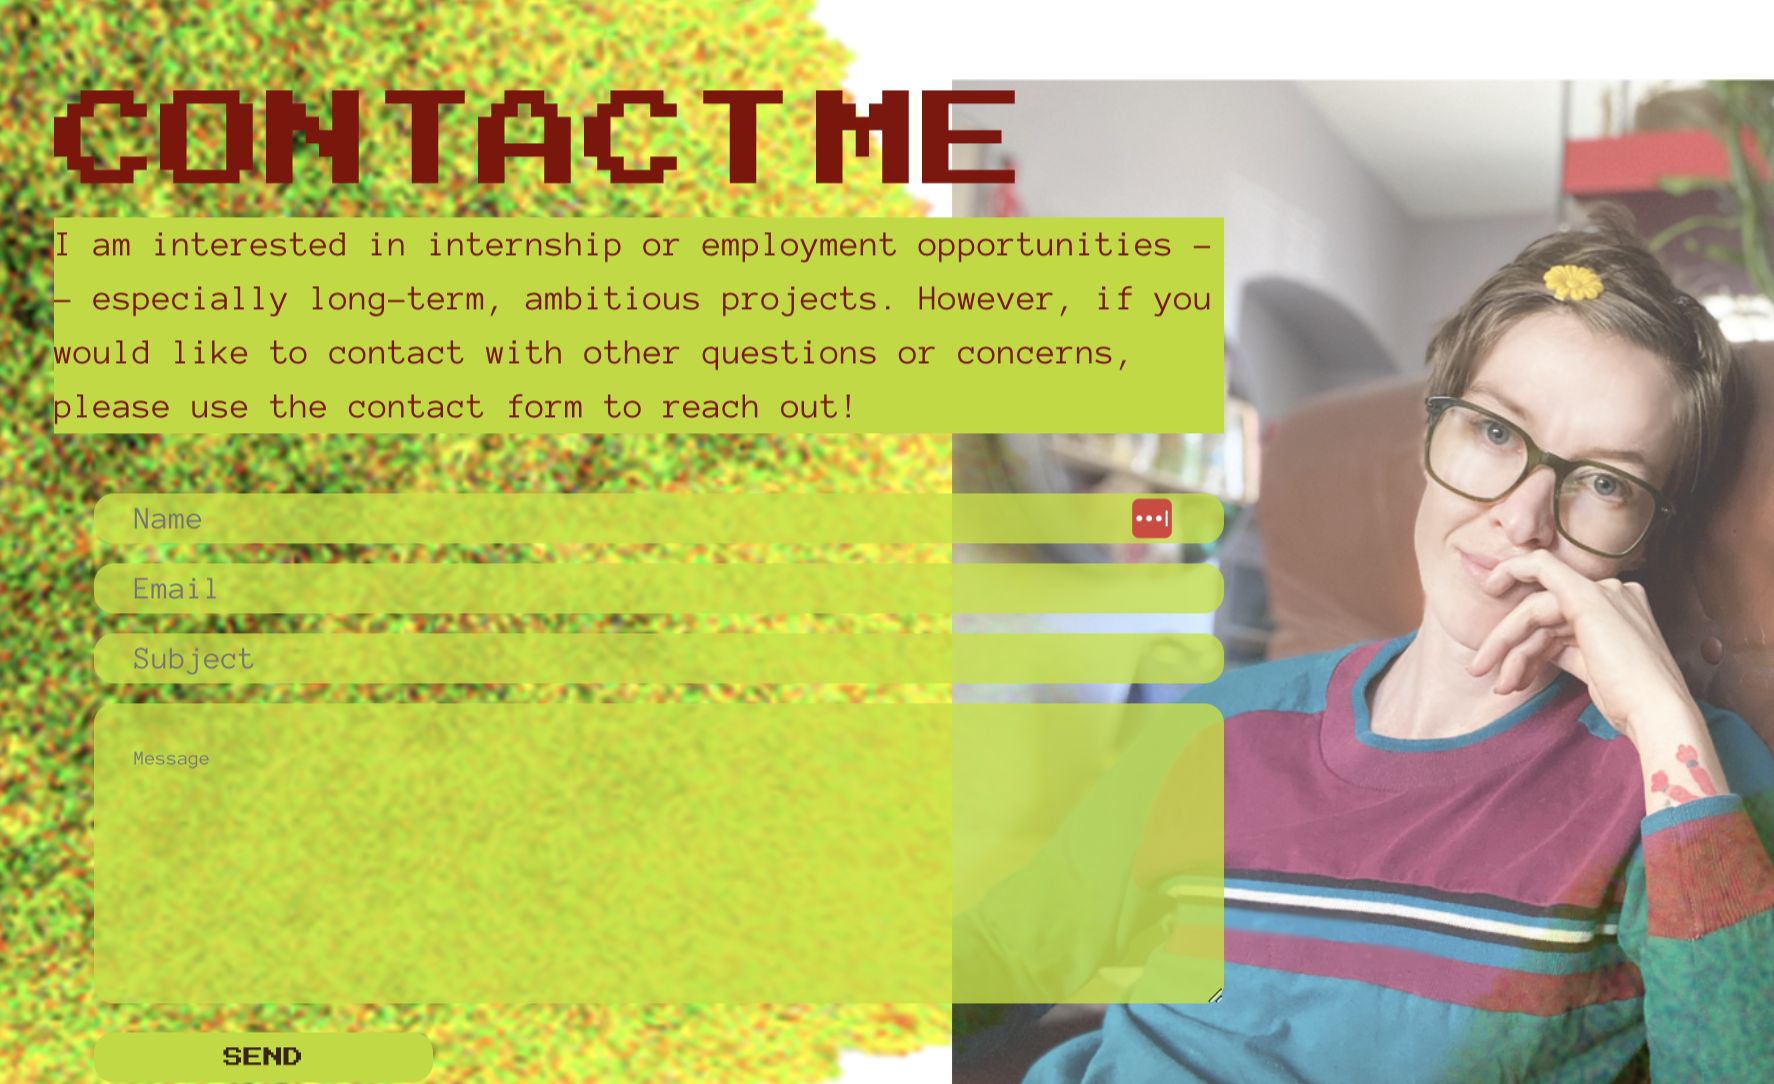 CONTACT ME
I am interested in internship or employment opportunities –
– especially long–term, ambitious projects. However, if you
would like to contact with other questions or concerns,
please use the contact form to reach out!
Name
Email
Subject
Message
SEND